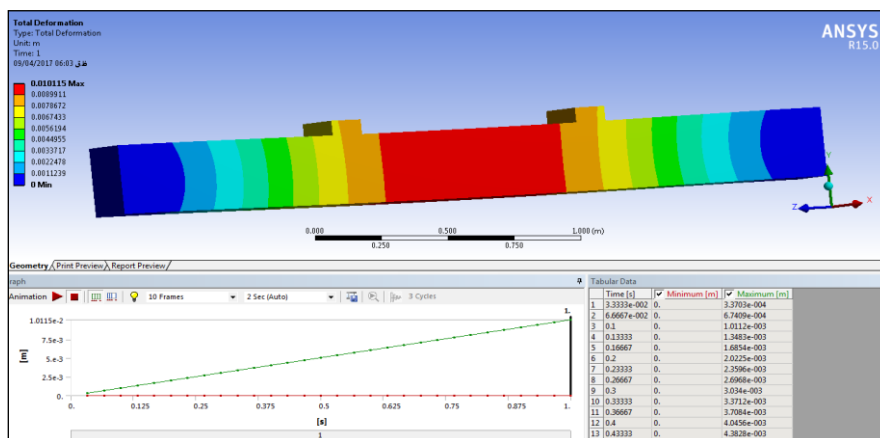 Total Deformation
Type: Total Deformation
Unit: m
Time: 1
09/04/2017 06:03
ANSYS
R15.0
0.010115 Max
0.0089911
0.0078672
0.0067433
0.0056194
0.0044955
0.0033717
0.0022478
0.0011239
0 Min
Y
Z
X
0.000
0.500
1.000 (m)
0.250
0.750
Geometry Print Preview Report Preview
raph
Animation
10 Frames
2 Sec (Auto)
3 Cycles
1.0115e-2
7.5e-3
5.e-3
2.5e-3
0.
[m]
1.
0. 0.125 0.25 0.375 0.5 0.625 0.75 0.875 1.
[s]
1
Tabular Data
Time [s] Minimum [m] Maximum [m]
1 3.3333e-002 0. 3.3703e-004
2 6.6667e-002 0. 6.7409e-004
3 0.1 0. 1.0112e-003
4 0.13333 0. 1.3483e-003
5 0.16667 0. 1.6854e-003
6 0.2 0. 2.0225e-003
7 0.23333 0. 2.3596e-003
8 0.26667 0. 2.6968e-003
9 0.3 0. 3.034e-003
10 0.33333 0. 3.3712e-003
11 0.36667 0. 3.7084e-003
12 0.4 0. 4.0456e-003
13 0.43333 0. 4.3828e-003